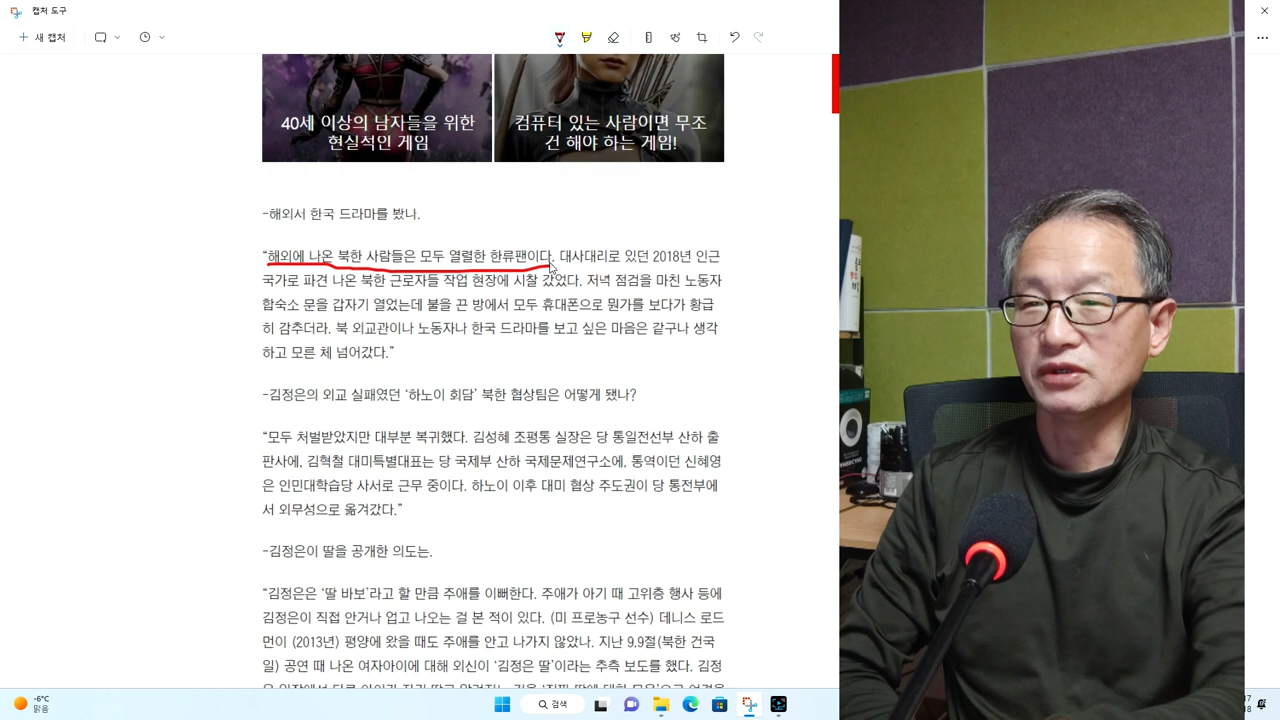 캡처 도구
새 캡처
40세 이상의 남자들을 위한
현실적인 게임
컴퓨터 있는 사람이면 무조
건 해야 하는 게임!
-해외서 한국 드라마를 봤나.
“해외에 나온 북한 사람들은 모두 열렬한 한류팬이다. 대사대리로 있던 2018년 인근
국가로 파견 나온 북한 근로자들 작업 현장에 시찰 갔었다. 저녁 점검을 마친 노동자
합숙소 문을 갑자기 열었는데 불을 끈 방에서 모두 휴대폰으로 뭔가를 보다가 황급
히 감추더라. 북 외교관이나 노동자나 한국 드라마를 보고 싶은 마음은 같구나 생각
하고 모른 체 넘어갔다.”
-김정은의 외교 실패였던 ‘하노이 회담’ 북한 협상팀은 어떻게 됐나?
“모두 처벌받았지만 대부분 복귀했다. 김성혜 조평통 실장은 당 통일전선부 산하 출
판사에, 김혁철 대미특별대표는 당 국제부 산하 국제문제연구소에, 통역이던 신혜영
은 인민대학습당 사서로 근무 중이다. 하노이 이후 대미 협상 주도권이 당 통전부에
서 외무성으로 옮겨갔다.”
-김정은이 딸을 공개한 의도는.
“김정은은 ‘딸 바보’라고 할 만큼 주애를 이뻐한다. 주애가 아기 때 고위층 행사 등에
김정은이 직접 안거나 업고 나오는 걸 본 적이 있다. (미 프로농구 선수) 데니스 로드
먼이 (2013년) 평양에 왔을 때도 주애를 안고 나가지 않았나. 지난 9.9절(북한 건국
일) 공연 때 나온 여자아이에 대해 외신이 ‘김정은 딸’이라는 추측 보도를 했다. 김정
-6°C
맑음
검색